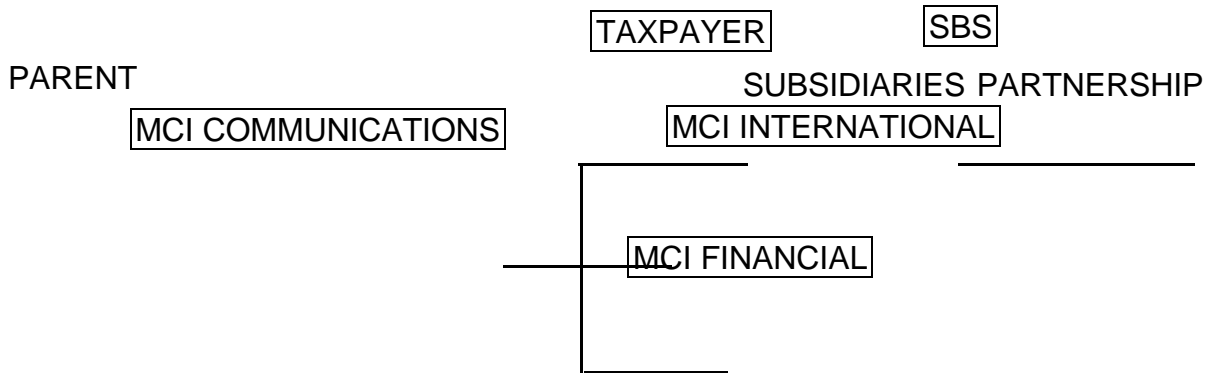 TAXPAYER SBS
PARENT
SUBSIDIARIES PARTNERSHIP
MCI COMMUNICATIONS MCI INTERNATIONAL
MCI FINANCIAL